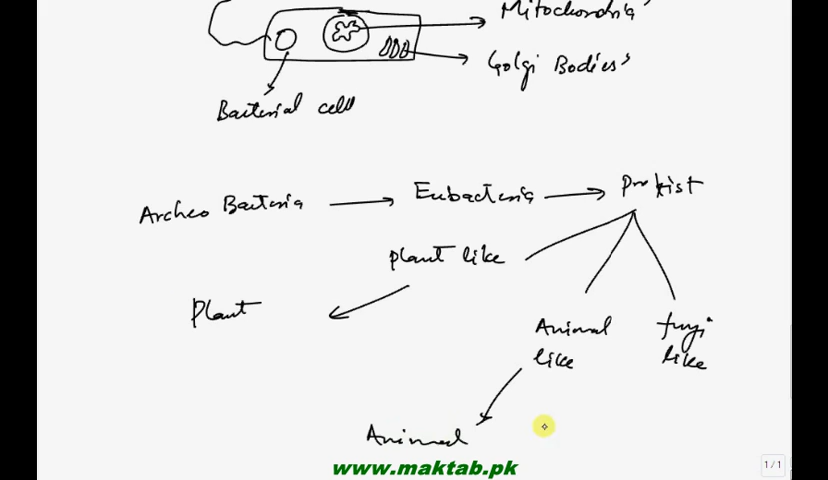 Mitochondria
Golgi Bodies
Bacterial cell
Archeo Bacteria → Eubacteria → Protist
Plant like
Plant
Animal like
fungi like
Animal
www.maktab.pk
1/1